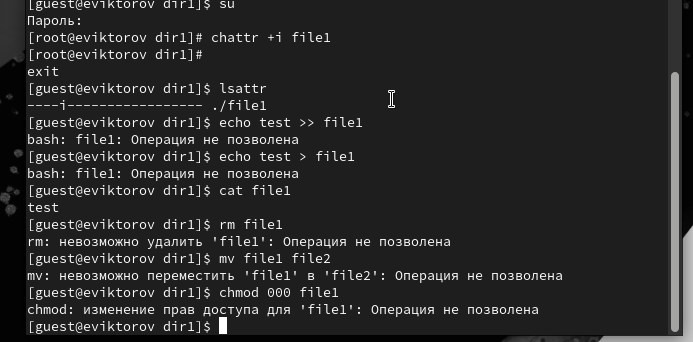 [guest@eviktorov dir1]$ su
Пароль:
[root@eviktorov dir1]# chattr +i file1
[root@eviktorov dir1]#
exit
[guest@eviktorov dir1]$ lsattr
----i----------------- ./file1
[guest@eviktorov dir1]$ echo test >> file1
bash: file1: Операция не позволена
[guest@eviktorov dir1]$ echo test > file1
bash: file1: Операция не позволена
[guest@eviktorov dir1]$ cat file1
test
[guest@eviktorov dir1]$ rm file1
rm: невозможно удалить 'file1': Операция не позволена
[guest@eviktorov dir1]$ mv file1 file2
mv: невозможно переместить 'file1' в 'file2': Операция не позволена
[guest@eviktorov dir1]$ chmod 000 file1
chmod: изменение прав доступа для 'file1': Операция не позволена
[guest@eviktorov dir1]$